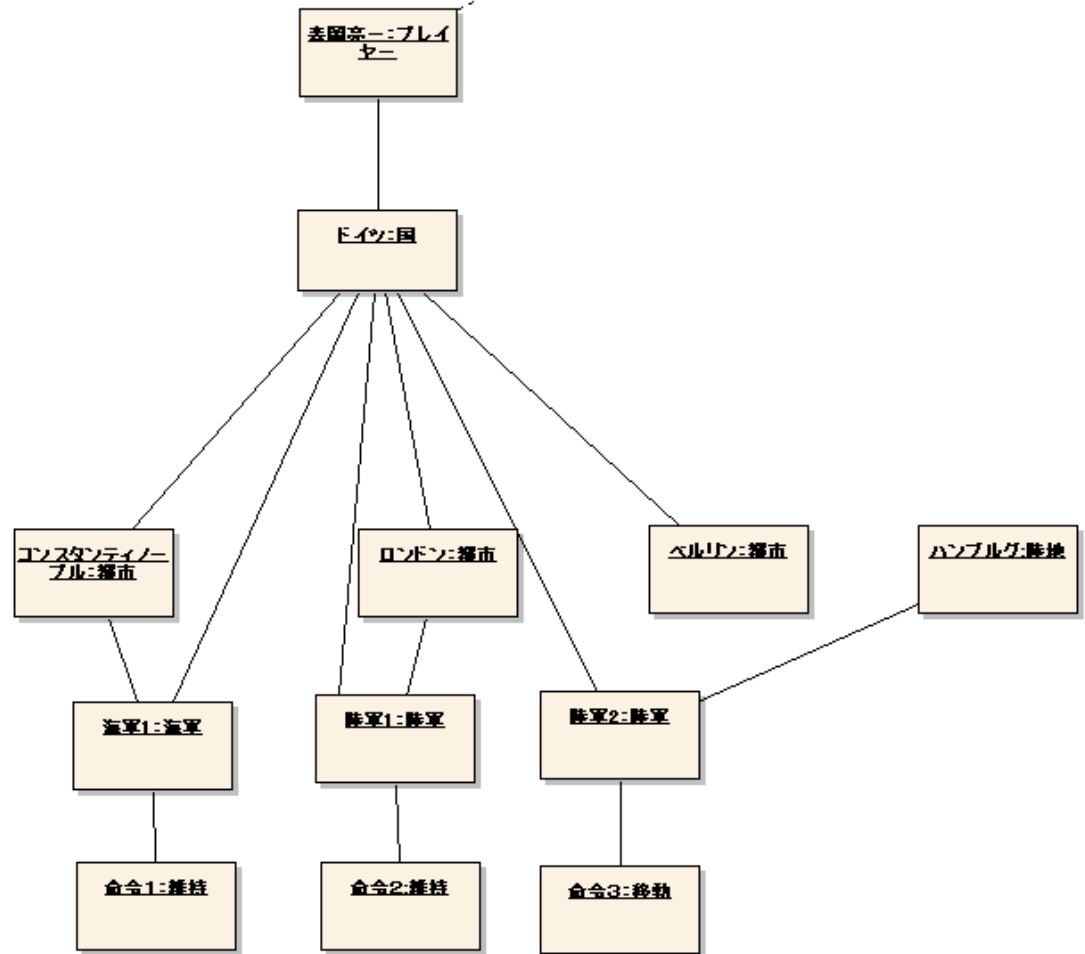 亮一:プレイ
ヤー
ドイツ:国
コンスタンティノー
プル:都市
ロンドン:都市
ベルリン:都市
ハンブルグ:陸地
海軍1:海軍
陸軍1:陸軍
陸軍2:陸軍
命令1:維持
命令2:維持
命令3:移動